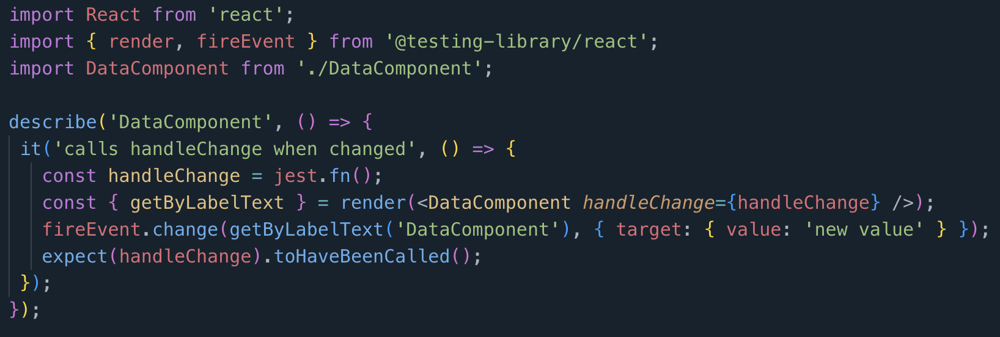 import React from 'react';
import { render, fireEvent } from '@testing-library/react';
import DataComponent from './DataComponent';

describe('DataComponent', () => {
 it('calls handleChange when changed', () => {
   const handleChange = jest.fn();
   const { getByLabelText } = render(<DataComponent handleChange={handleChange} />);
   fireEvent.change(getByLabelText('DataComponent'), { target: { value: 'new value' } });
   expect(handleChange).toHaveBeenCalled();
 });
});